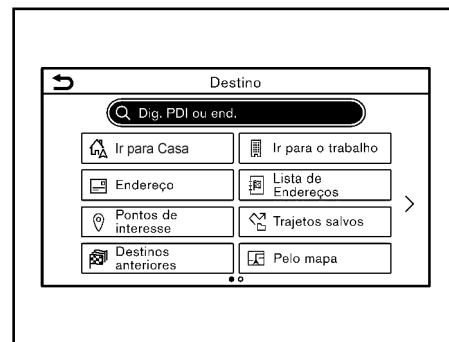 Destino
Dig. PDI ou end.
Ir para Casa
Ir para o trabalho
Endereço
Lista de
Endereços
Pontos de
interesse
Trajetos salvos
Destinos
anteriores
Pelo mapa